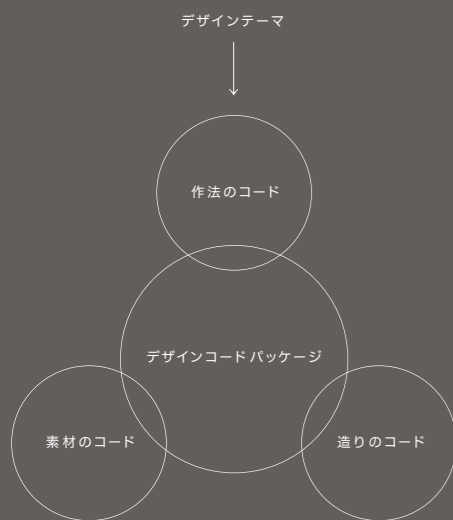 デザインテーマ
作法のコード
デザインコードパッケージ
素材のコード
造りのコード